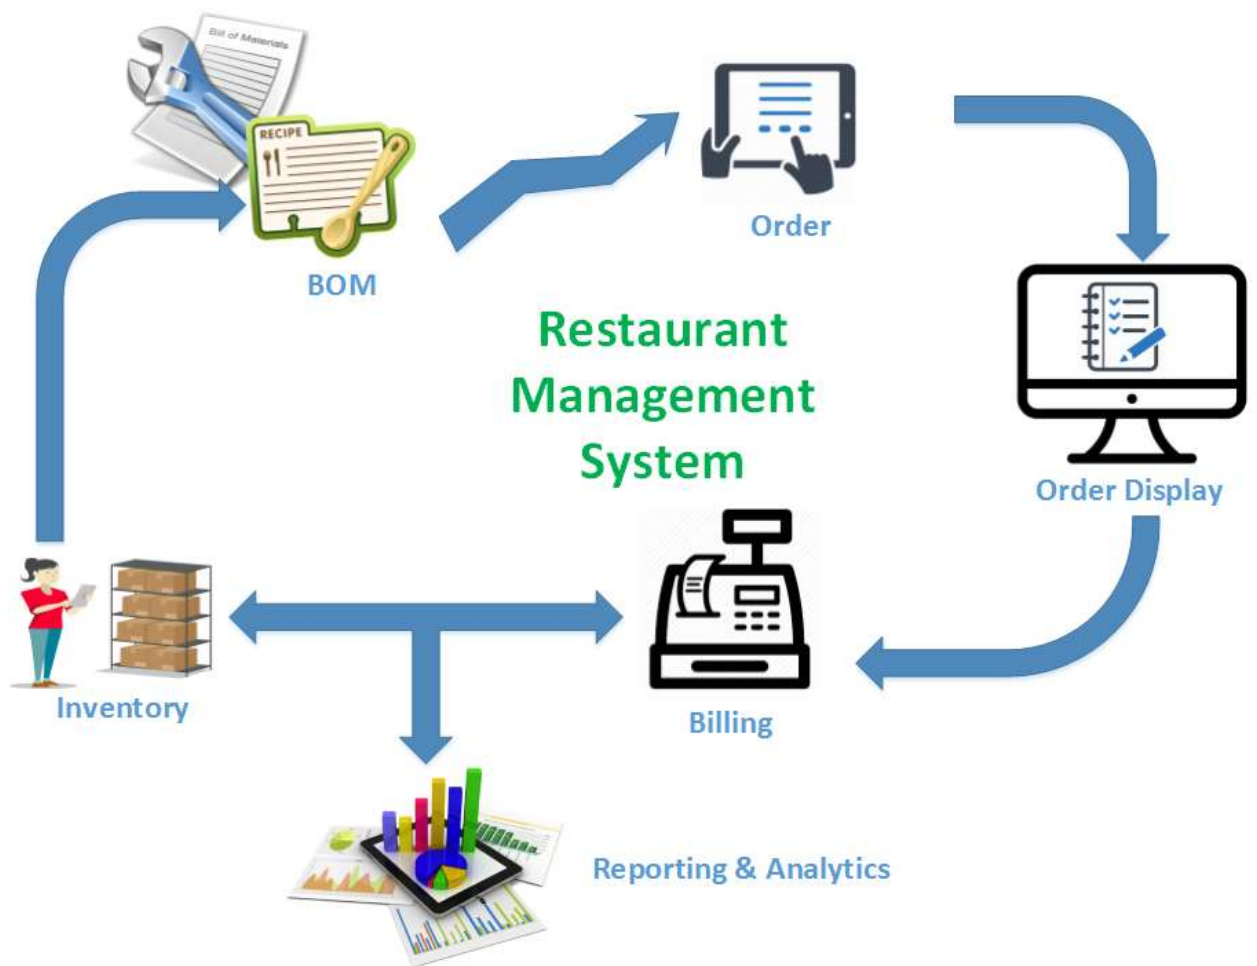 Bill of Materials
RECIPE
BOM
Order
Restaurant
Management
System
Order Display
Inventory
Billing
Reporting & Analytics